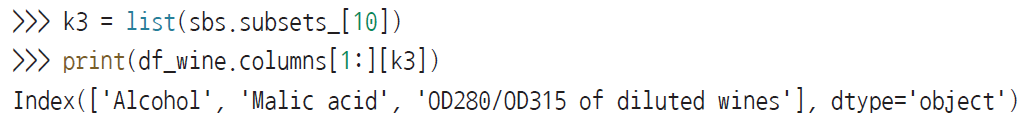 >>> k3 = list(sbs.subsets_[10])
>>> print(df_wine.columns[1:][k3])
Index(['Alcohol', 'Malic acid', 'OD280/OD315 of diluted wines'], dtype='object')